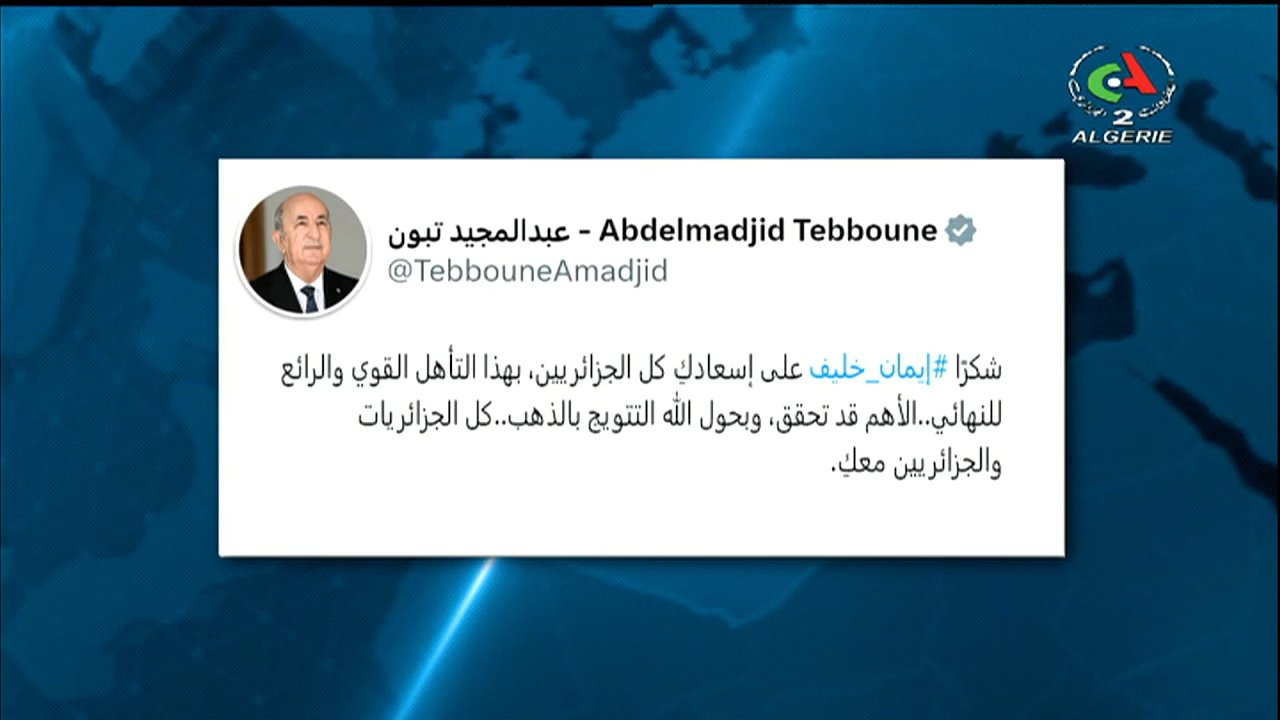 2
ALGERIE
عبدالمجيد تبون - Abdelmadjid Tebboune
@TebbouneAmadjid
شكرًا #إيمان_خليف على إسعادكِ كل الجزائريين، بهذا التأهل القوي والرائع
للنهائي..الأهم قد تحقق، وبحول الله التتويج بالذهب..كل الجزائريات
والجزائريين معكِ.